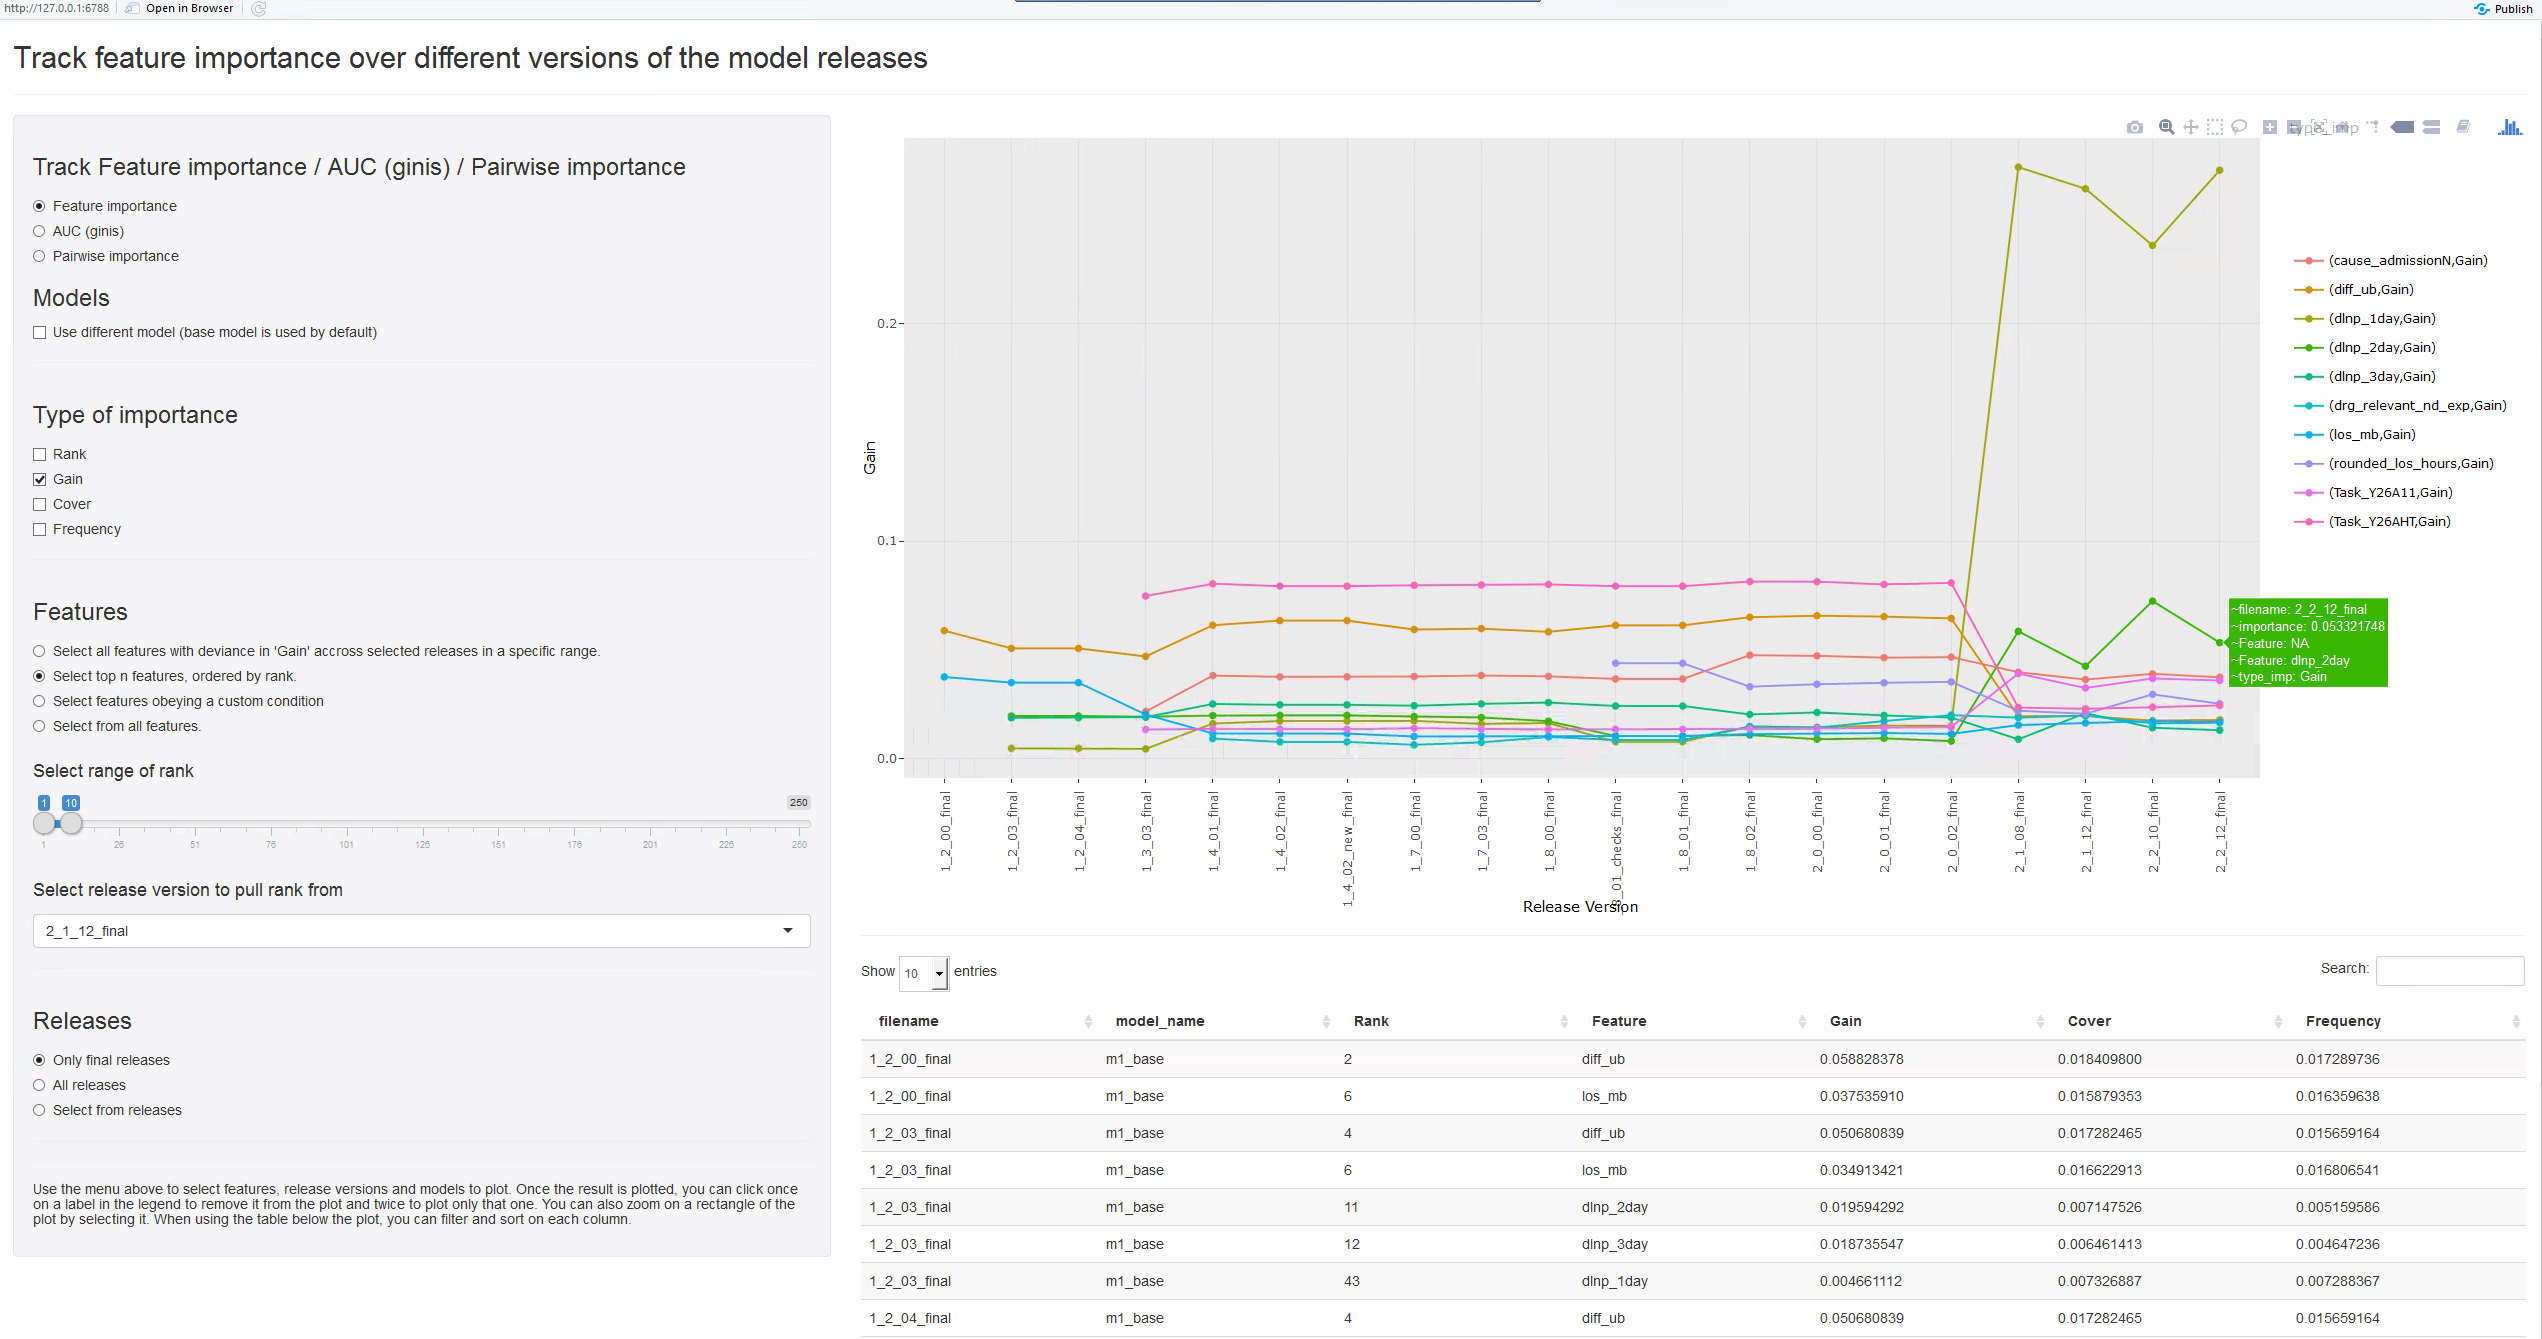 http://127.0.0.1:6788 Open in Browser Publish
Track feature importance over different versions of the model releases
Track Feature importance / AUC (ginis) / Pairwise importance
Feature importance
AUC (ginis)
Pairwise importance
Models
Use different model (base model is used by default)
Type of importance
Rank
Gain
Cover
Frequency
Features
Select all features with deviance in 'Gain' accross selected releases in a specific range.
Select top n features, ordered by rank.
Select features obeying a custom condition
Select from all features.
Select range of rank
1 10 250
1 26 51 76 101 126 151 176 201 226 250
Select release version to pull rank from
2_1_12_final
Releases
Only final releases
All releases
Select from releases
Use the menu above to select features, release versions and models to plot. Once the result is plotted, you can click once
on a label in the legend to remove it from the plot and twice to plot only that one. You can also zoom on a rectangle of the
plot by selecting it. When using the table below the plot, you can filter and sort on each column.
type_imp
(cause_admissionN,Gain)
(diff_ub,Gain)
(dlnp_1day,Gain)
(dlnp_2day,Gain)
(dlnp_3day,Gain)
(drg_relevant_nd_exp,Gain)
(los_mb,Gain)
(rounded_los_hours,Gain)
(Task_Y26A11,Gain)
(Task_Y26AHT,Gain)
Gain
0.2
0.1
0.0
~filename: 2_2_12_final
~importance: 0.053321748
~Feature: NA
~Feature: dlnp_2day
~type_imp: Gain
1_2_00_final
1_2_03_final
1_2_04_final
1_3_03_final
1_4_01_final
1_4_02_final
1_4_02_new_final
1_7_00_final
1_7_03_final
1_8_00_final
8_01_checks_final
1_8_01_final
1_8_02_final
2_0_00_final
2_0_01_final
2_0_02_final
2_1_08_final
2_1_12_final
2_2_10_final
2_2_12_final
Release Version
Show 10 entries Search:
filename model_name Rank Feature Gain Cover Frequency
1_2_00_final m1_base 2 diff_ub 0.058828378 0.018409800 0.017289736
1_2_00_final m1_base 6 los_mb 0.037535910 0.015879353 0.016359638
1_2_03_final m1_base 4 diff_ub 0.050680839 0.017282465 0.015659164
1_2_03_final m1_base 6 los_mb 0.034913421 0.016622913 0.016806541
1_2_03_final m1_base 11 dlnp_2day 0.019594292 0.007147526 0.005159586
1_2_03_final m1_base 12 dlnp_3day 0.018735547 0.006461413 0.004647236
1_2_03_final m1_base 43 dlnp_1day 0.004661112 0.007326887 0.007288367
1_2_04_final m1_base 4 diff_ub 0.050680839 0.017282465 0.015659164